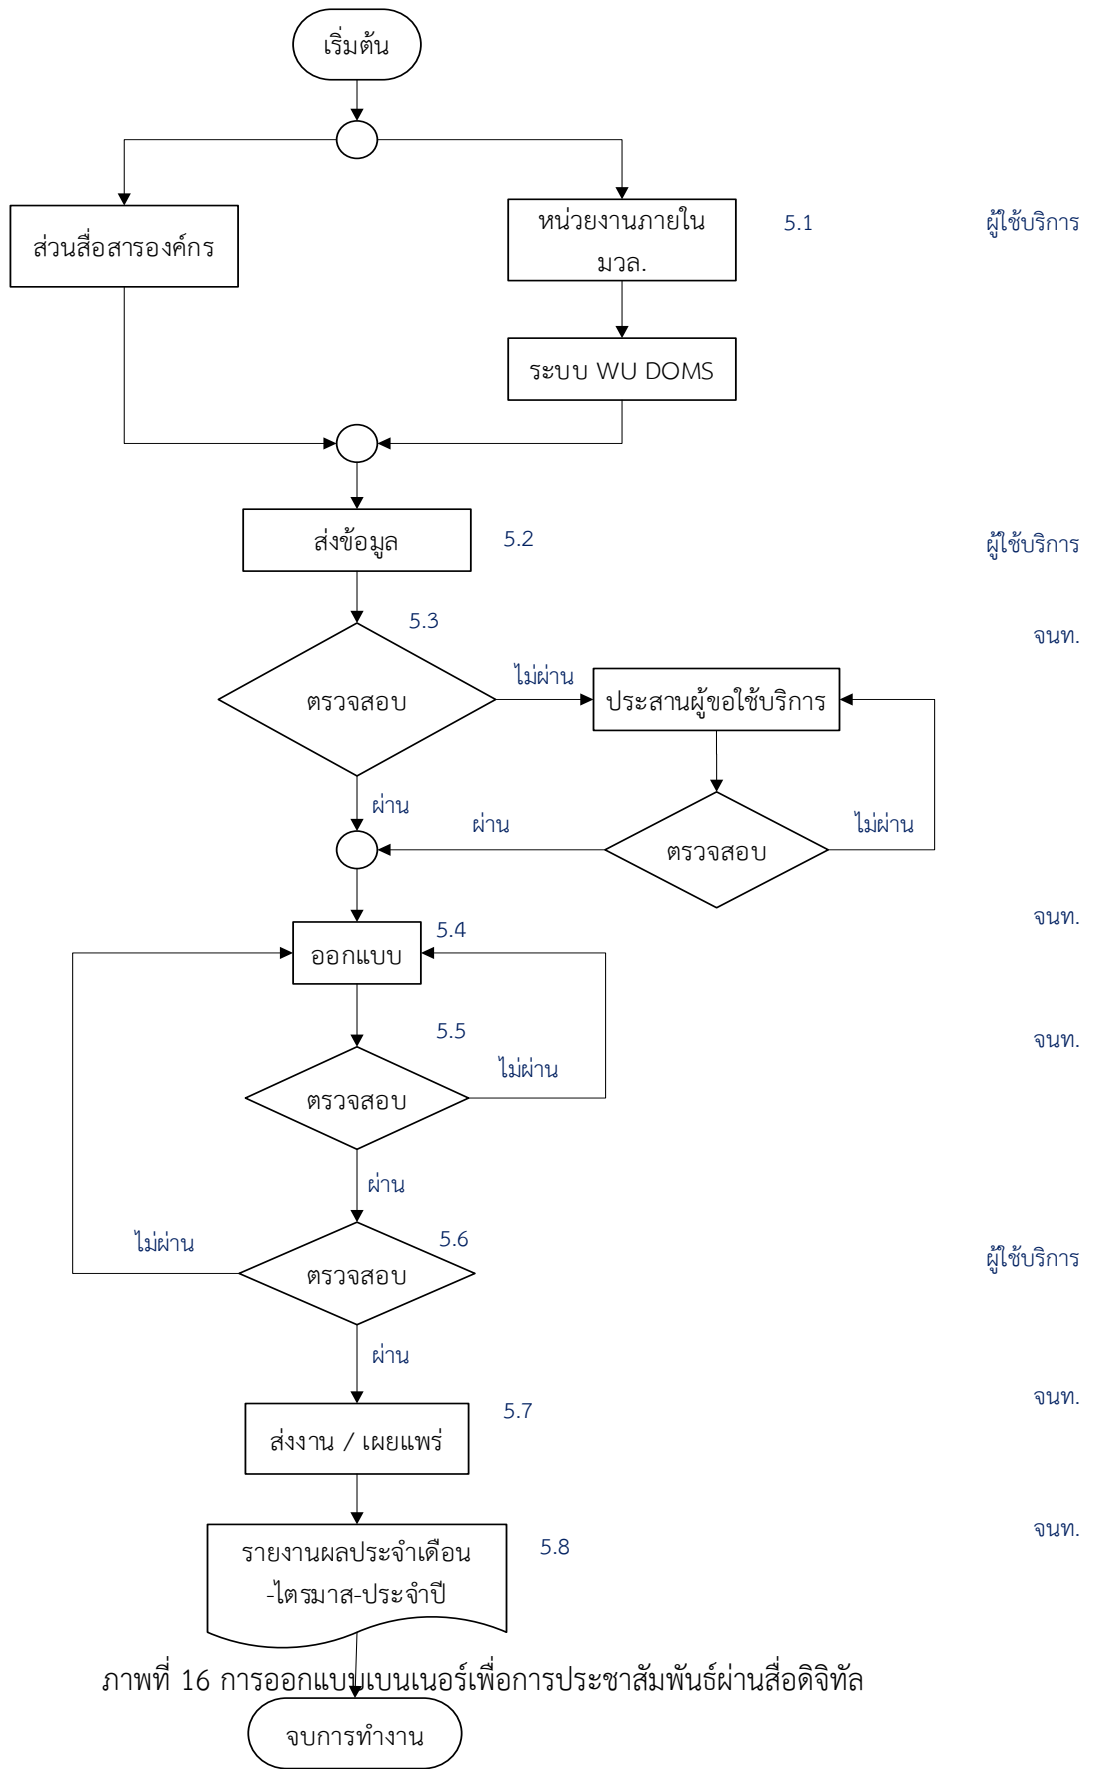 เริ่มต้น
ส่วนสื่อสารองค์กร
หน่วยงานภายใน
มวล.
5.1
ผู้ใช้บริการ
ระบบ WU DOMS
ส่งข้อมูล
5.2
ผู้ใช้บริการ
5.3
จนท.
ตรวจสอบ
ไม่ผ่าน
ประสานผู้ขอใช้บริการ
ผ่าน
ผ่าน
ตรวจสอบ
ไม่ผ่าน
จนท.
ออกแบบ
5.4
5.5
จนท.
ตรวจสอบ
ไม่ผ่าน
ผ่าน
ไม่ผ่าน
5.6
ตรวจสอบ
ผู้ใช้บริการ
ผ่าน
จนท.
ส่งงาน / เผยแพร่
5.7
จนท.
รายงานผลประจำเดือน
-ไตรมาส-ประจำปี
5.8
ภาพที่ 16 การออกแบบแบนเนอร์เพื่อการประชาสัมพันธ์ผ่านสื่อดิจิทัล
จบการทำงาน